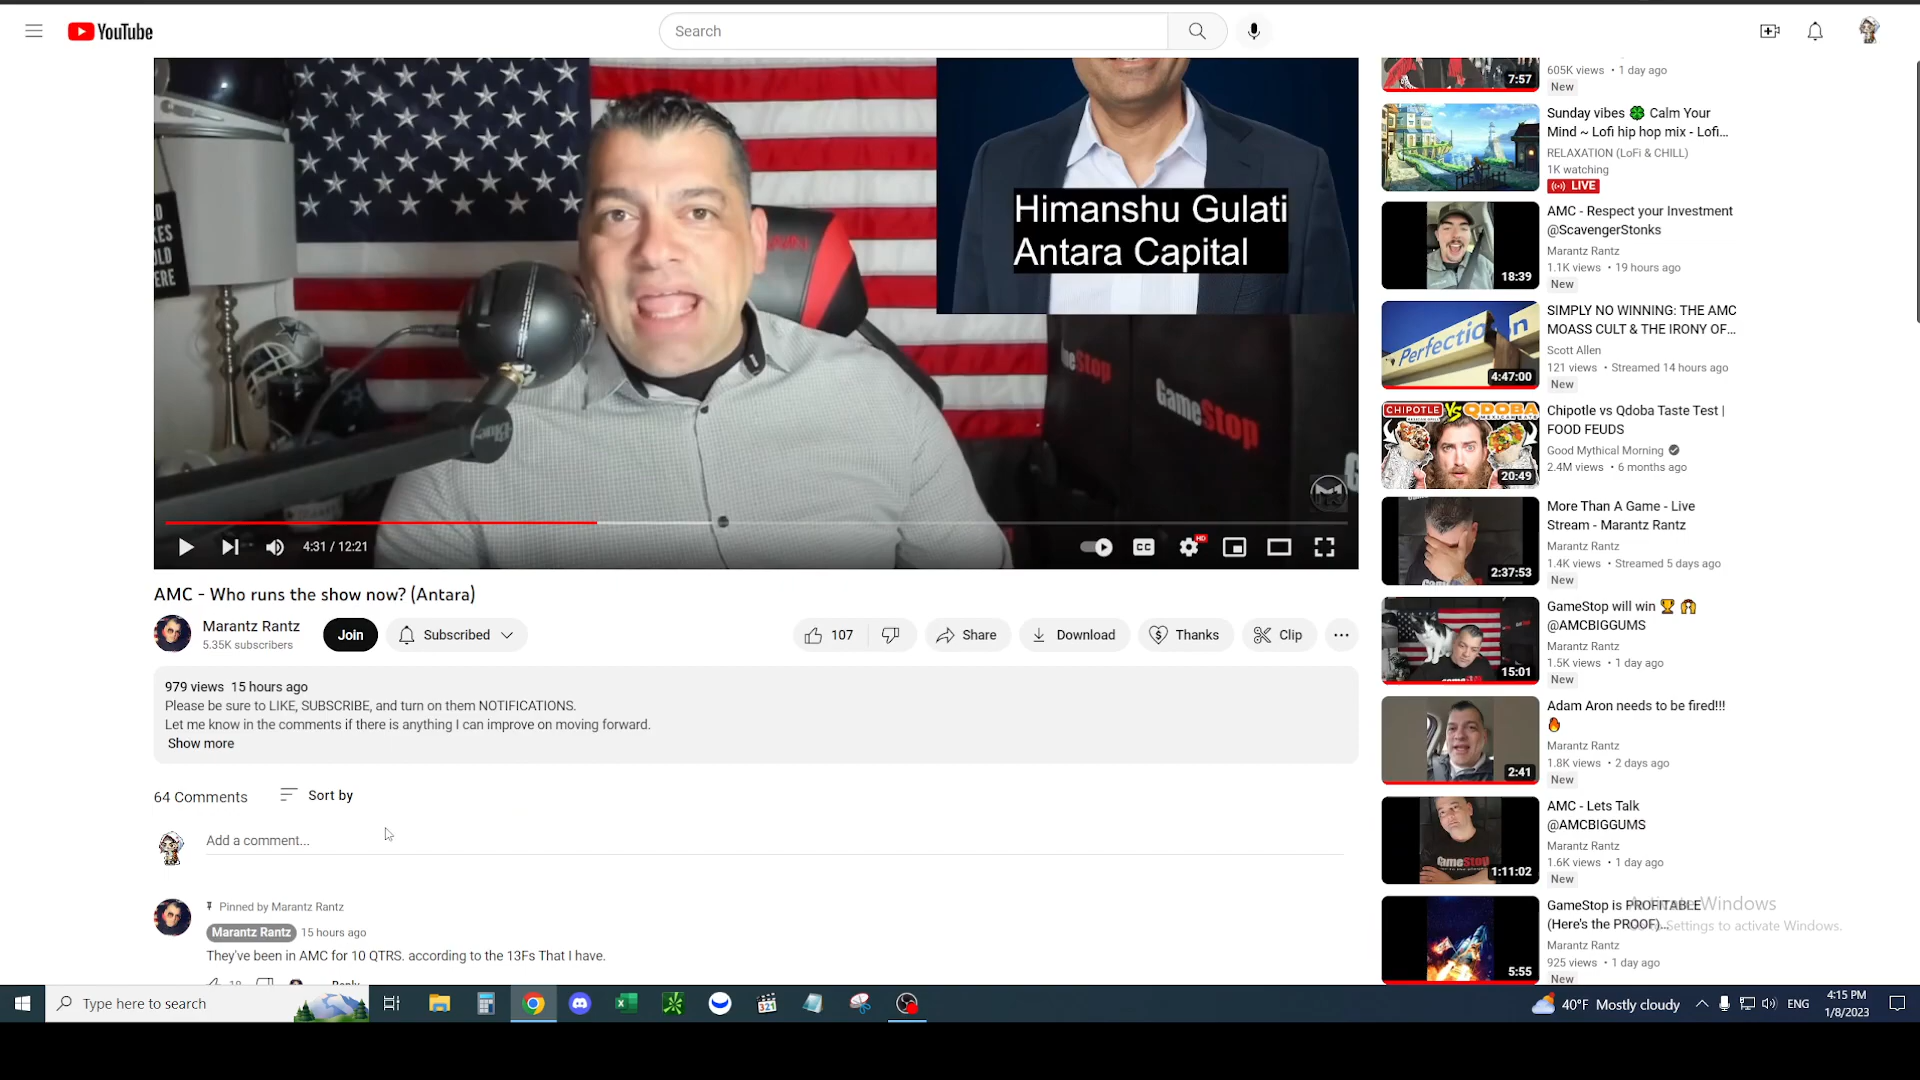 YouTube
Search
Himanshu Gulati
Antara Capital
GameStop
4:31 / 12:21
CC
HD
AMC - Who runs the show now? (Antara)
Marantz Rantz
5.35K subscribers
Join
Subscribed
107
Share
Download
Thanks
Clip
979 views 15 hours ago
Please be sure to LIKE, SUBSCRIBE, and turn on them NOTIFICATIONS.
Let me know in the comments if there is anything I can improve on moving forward.
Show more
64 Comments
Sort by
Add a comment...
Pinned by Marantz Rantz
Marantz Rantz 15 hours ago
They've been in AMC for 10 QTRS. according to the 13Fs That I have.
18
Reply
7:57
605K views • 1 day ago
New
Sunday vibes 🍀 Calm Your
Mind ~ Lofi hip hop mix - Lofi...
RELAXATION (LoFi & CHILL)
1K watching
LIVE
18:39
AMC - Respect your Investment
@ScavengerStonks
Marantz Rantz
1.1K views • 19 hours ago
New
Perfection
4:47:00
SIMPLY NO WINNING: THE AMC
MOASS CULT & THE IRONY OF...
Scott Allen
121 views • Streamed 14 hours ago
New
CHIPOTLE VS QDOBA
20:49
Chipotle vs Qdoba Taste Test |
FOOD FEUDS
Good Mythical Morning
2.4M views • 6 months ago
2:37:53
More Than A Game - Live
Stream - Marantz Rantz
Marantz Rantz
1.4K views • Streamed 5 days ago
New
15:01
GameStop will win 🏆 🙌
@AMCBIGGUMS
Marantz Rantz
1.5K views • 1 day ago
New
2:41
Adam Aron needs to be fired!!!
🔥
Marantz Rantz
1.8K views • 2 days ago
New
GameStop
1:11:02
AMC - Lets Talk
@AMCBIGGUMS
Marantz Rantz
1.6K views • 1 day ago
New
5:55
GameStop is PROFITABLE
(Here's the PROOF)...
Marantz Rantz
925 views • 1 day ago
New
Activate Windows
Settings to activate Windows.
Type here to search
321
40°F Mostly cloudy
ENG
4:15 PM
1/8/2023